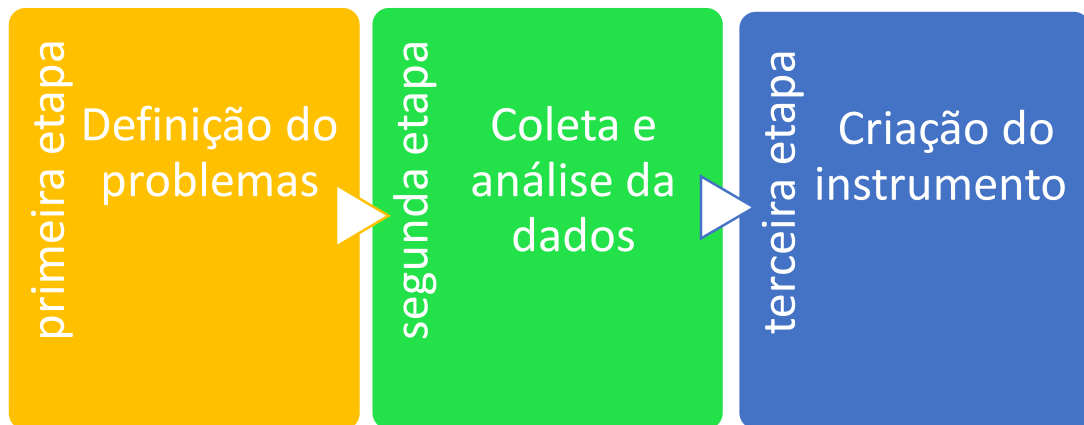 primeira etapa
Definição do
problemas
segunda etapa
Coleta e
análise da
dados
terceira etapa
Criação do
instrumento